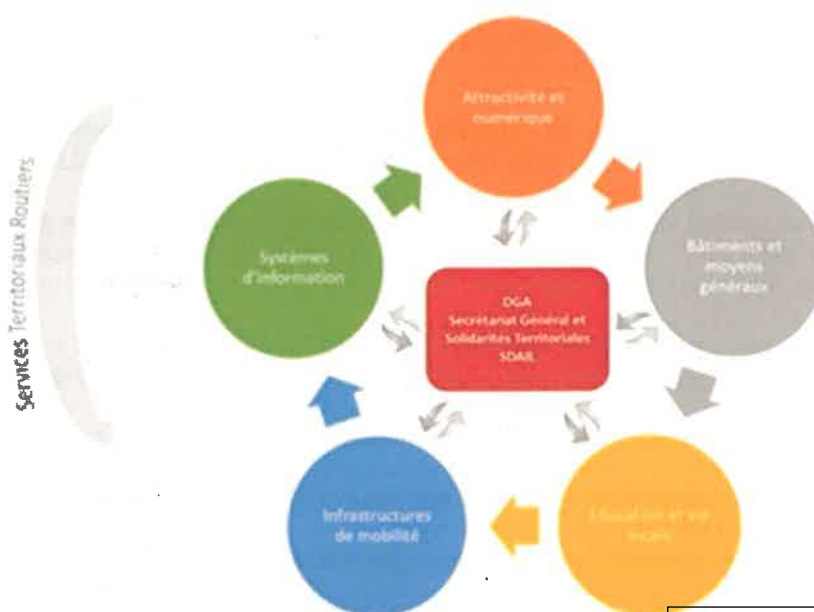 Services Territoriaux Routiers
Attractivité et
numérique
Systèmes
d'information
Bâtiments et
moyens
généraux
DGA
Secrétariat Général et
Solidarités Territoriales
SDAIL
Infrastructures
de mobilité
Education et vie
locale